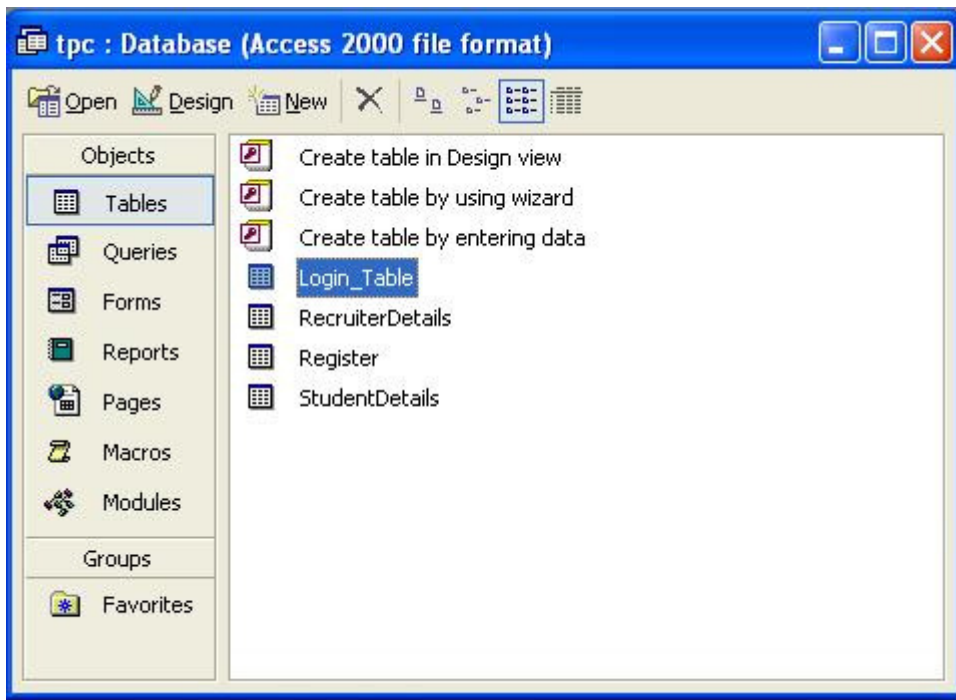 tpc : Database (Access 2000 file format)
Open Design New
Objects
Tables
Queries
Forms
Reports
Pages
Macros
Modules
Groups
Favorites
Create table in Design view
Create table by using wizard
Create table by entering data
Login_Table
RecruiterDetails
Register
StudentDetails